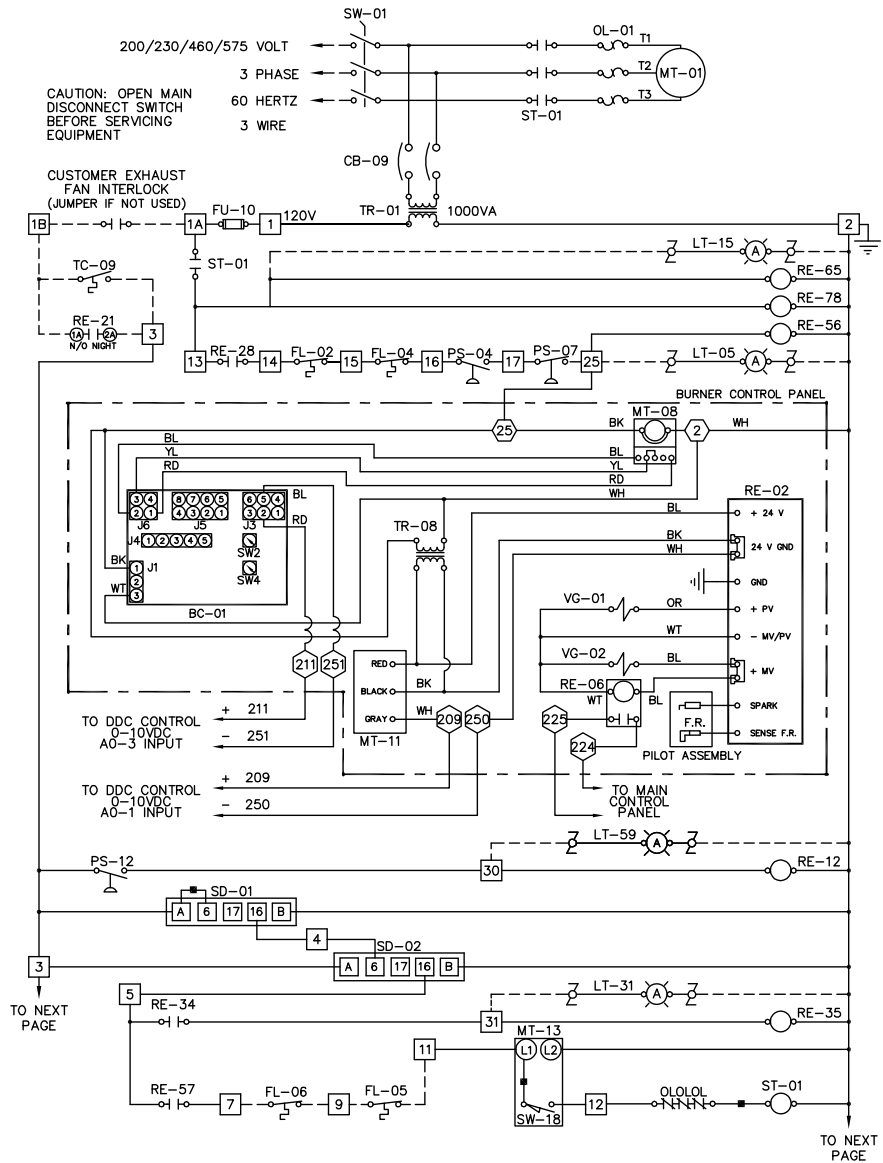 SW-01
200/230/460/575 VOLT
OL-01
T1
3 PHASE
T2
MT-01
60 HERTZ
T3
3 WIRE
ST-01
CAUTION: OPEN MAIN
DISCONNECT SWITCH
BEFORE SERVICING
EQUIPMENT
CB-09
CUSTOMER EXHAUST
FAN INTERLOCK
(JUMPER IF NOT USED)
FU-10
TR-01
1000VA
1B
1A
1
120V
2
ST-01
LT-15
A
TC-09
RE-65
RE-78
RE-21
1A
2A
N/O NIGHT
3
RE-56
13
RE-28
14
FL-02
15
FL-04
16
PS-04
17
PS-07
25
LT-05
A
BURNER CONTROL PANEL
MT-08
25
BK
2
WH
BL
BL
YL
YL
RD
RD
WH
BL
RD
3 4
2 1
J6
8 7 6 5
4 3 2 1
J5
6 5 4
3 2 1
J3
J4
1 2 3 4 5
SW2
SW4
BK
1
J1
2
WT
3
BC-01
TR-08
RE-02
BL
+ 24 V
BK
WH
24 V GND
GND
VG-01
OR
+ PV
WT
- MV/PV
VG-02
BL
+ MV
RE-06
WT
BL
SPARK
F.R.
SENSE F.R.
PILOT ASSEMBLY
211
251
RED
BLACK
BK
GRAY
WH
209
250
225
224
MT-11
+ 211
TO DDC CONTROL
0-10VDC
AO-3 INPUT
- 251
+ 209
TO DDC CONTROL
0-10VDC
AO-1 INPUT
- 250
TO MAIN
CONTROL
PANEL
LT-59
A
PS-12
30
RE-12
SD-01
A 6 17 16 B
4
SD-02
3
A 6 17 16 B
5
LT-31
A
TO NEXT
PAGE
RE-34
31
RE-35
11
MT-13
L1
L2
RE-57
7
FL-06
9
FL-05
SW-18
12
OLOLOL
ST-01
TO NEXT
PAGE